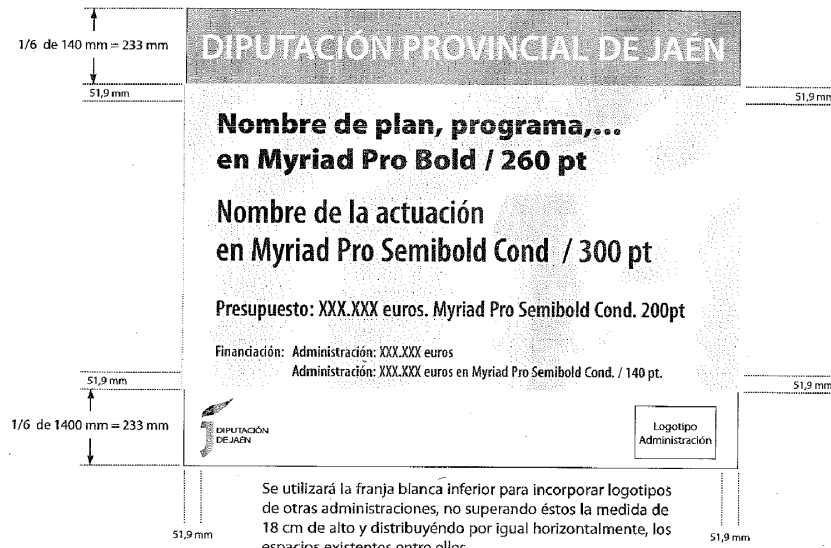 1/6 de 140 mm = 233 mm
DIPUTACIÓN PROVINCIAL DE JAÉN
51,9 mm
51,9 mm
Nombre de plan, programa,...
en Myriad Pro Bold / 260 pt
Nombre de la actuación
en Myriad Pro Semibold Cond / 300 pt
Presupuesto: XXX.XXX euros. Myriad Pro Semibold Cond. 200pt
Financiación: Administración: XXX.XXX euros
Administración: XXX.XXX euros en Myriad Pro Semibold Cond. / 140 pt.
51,9 mm
51,9 mm
1/6 de 1400 mm = 233 mm
DIPUTACIÓN
DE JAÉN
Logotipo
Administración
Se utilizará la franja blanca inferior para incorporar logotipos
de otras administraciones, no superando éstos la medida de
18 cm de alto y distribuyéndo por igual horizontalmente, los
espacios existentes entre ellos
51,9 mm
51,9 mm